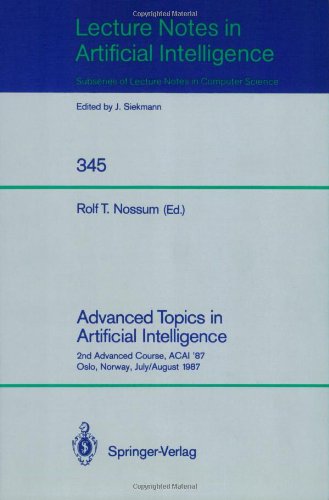 Lecture Notes in
Artificial Intelligence
Subseries of Lecture Notes in Computer Science
Edited by J. Siekmann
345
Rolf T. Nossum (Ed.)
Advanced Topics in
Artificial Intelligence
2nd Advanced Course, ACAI '87
Oslo, Norway, July/August 1987
Springer-Verlag